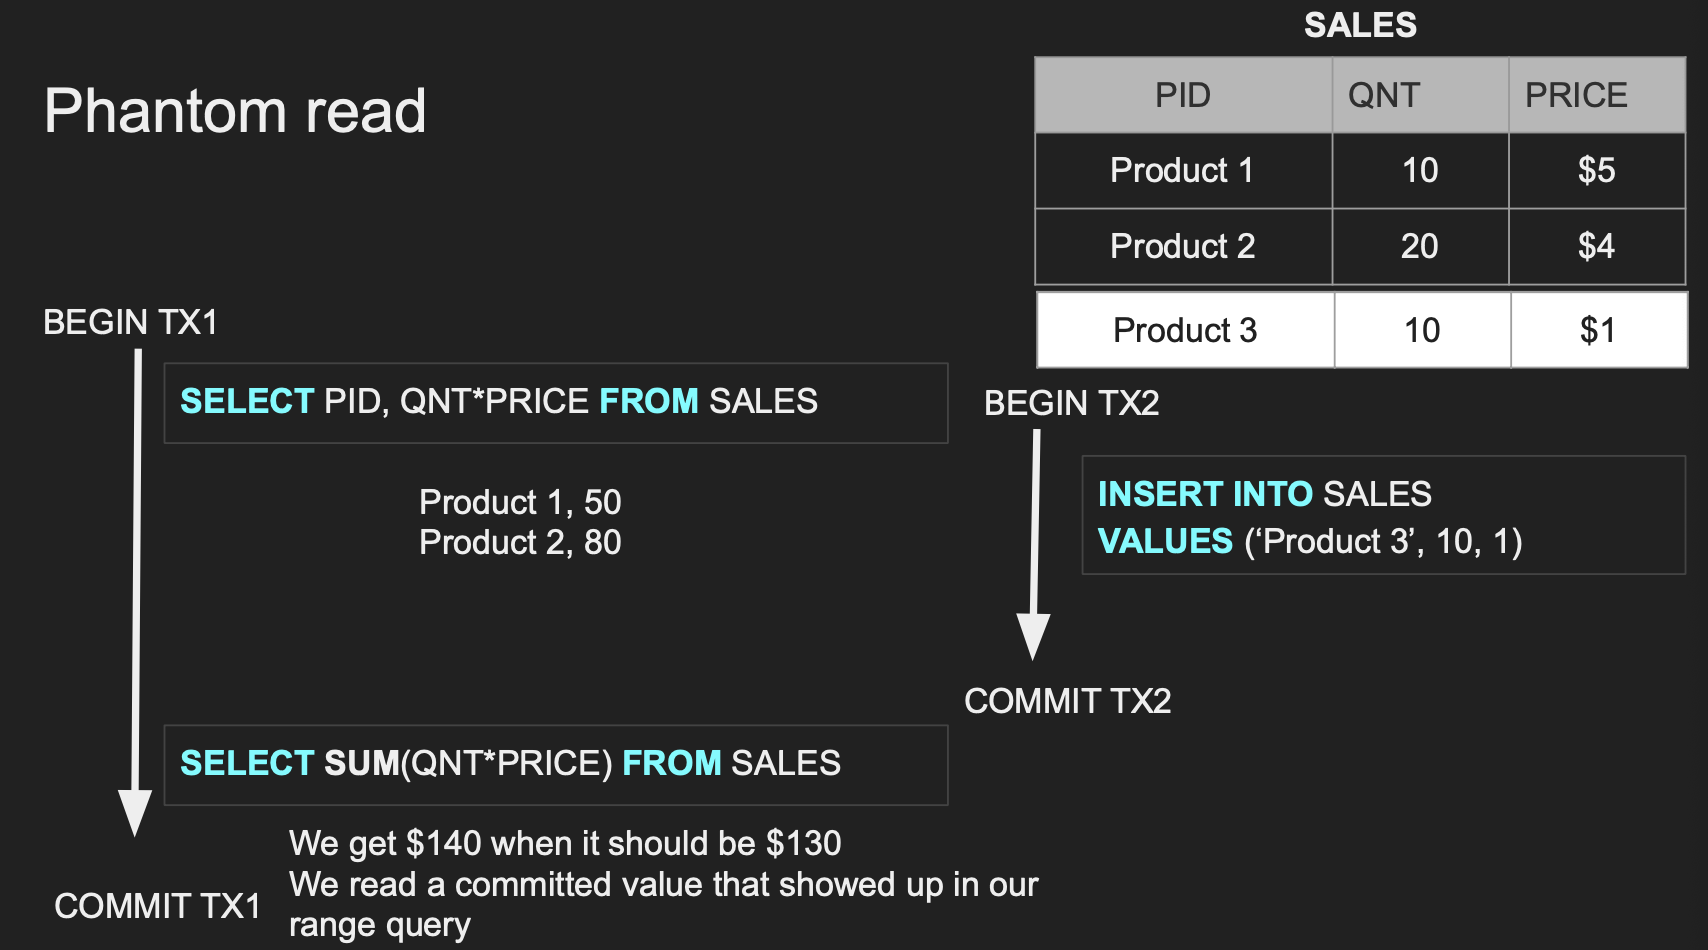 Phantom read
SALES
PID QNT PRICE
Product 1 10 $5
Product 2 20 $4
Product 3 10 $1
BEGIN TX1
SELECT PID, QNT*PRICE FROM SALES
Product 1, 50
Product 2, 80
BEGIN TX2
INSERT INTO SALES
VALUES (‘Product 3’, 10, 1)
COMMIT TX2
SELECT SUM(QNT*PRICE) FROM SALES
We get $140 when it should be $130
We read a committed value that showed up in our
range query
COMMIT TX1